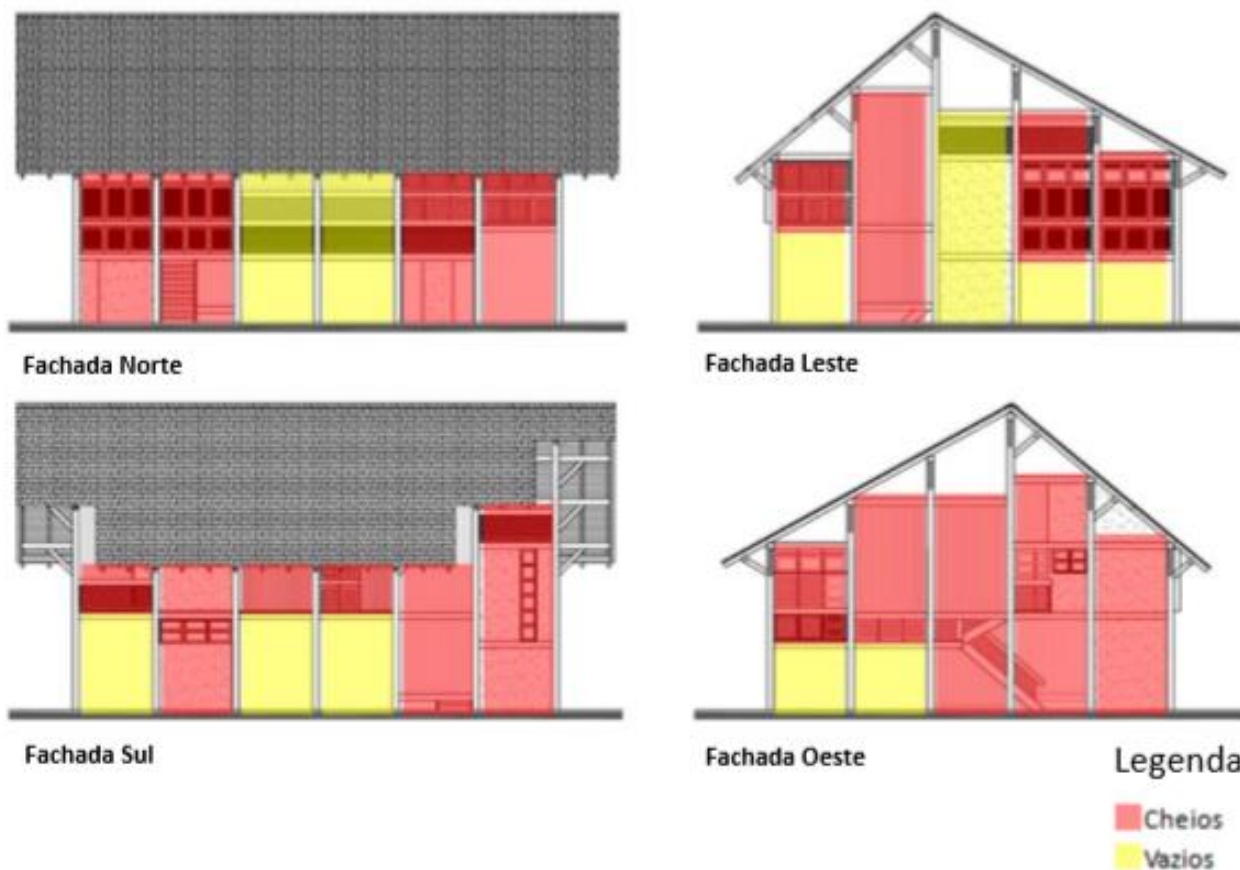 Fachada Norte
Fachada Leste
Fachada Sul
Fachada Oeste
Legenda
Cheios
Vazios